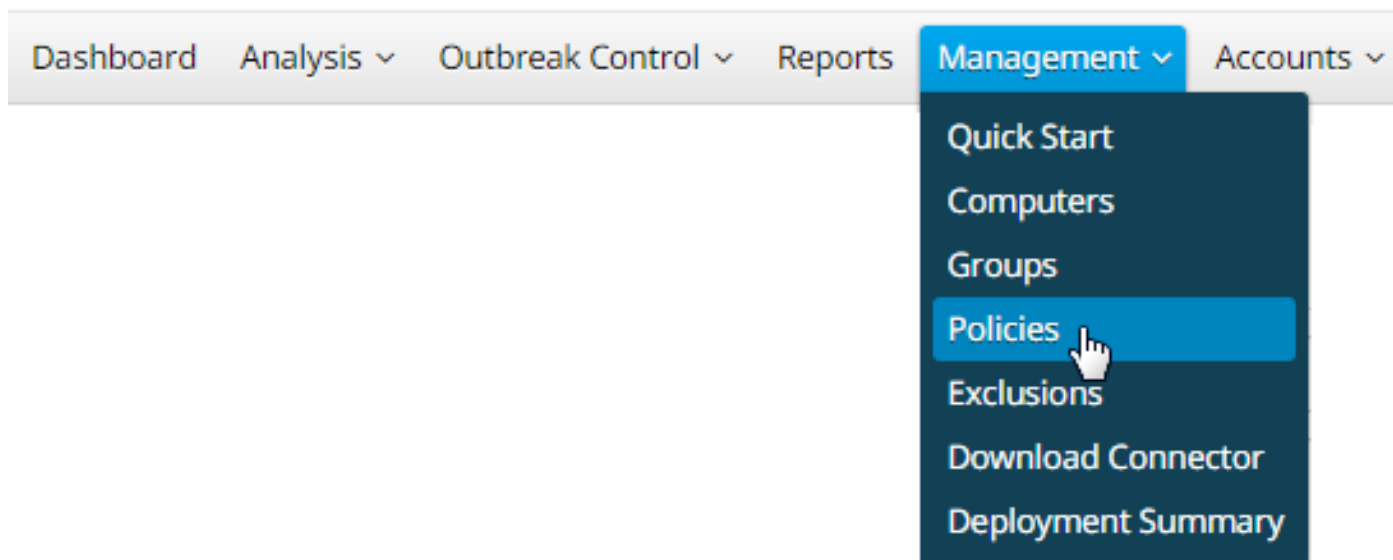 Dashboard Analysis Outbreak Control Reports Management Accounts
Quick Start
Computers
Groups
Policies
Exclusions
Download Connector
Deployment Summary